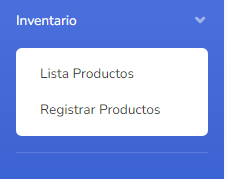 Inventario
Lista Productos
Registrar Productos